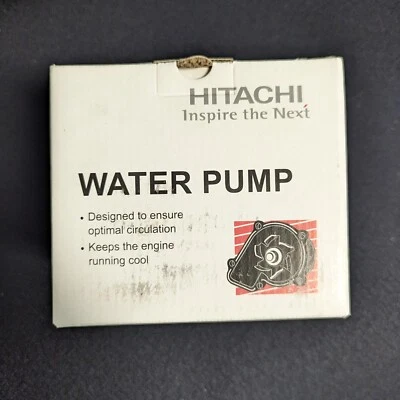 HITACHI
Inspire the Next
WATER PUMP
• Designed to ensure
optimal circulation
• Keeps the engine
running cool